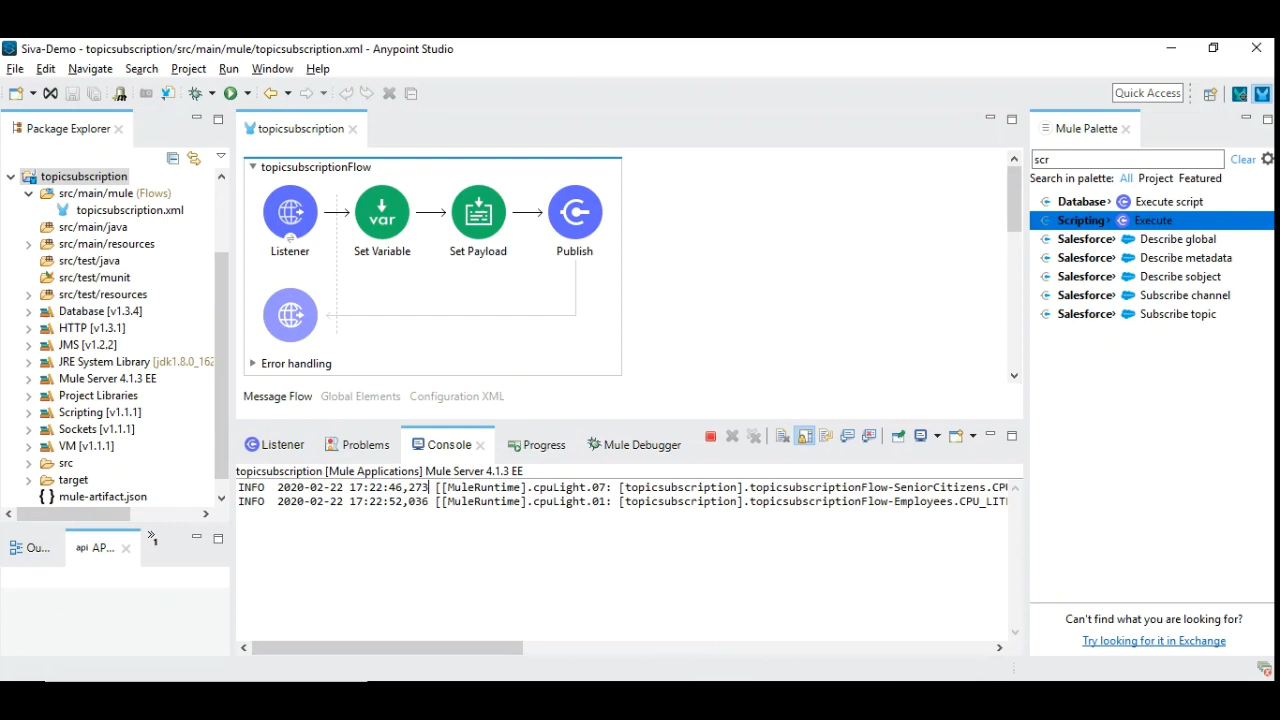 Siva-Demo - topicsubscription/src/main/mule/topicsubscription.xml - Anypoint Studio
File Edit Navigate Search Project Run Window Help
Quick Access
Package Explorer
topicsubscription
src/main/mule (Flows)
topicsubscription.xml
src/main/java
src/main/resources
src/test/java
src/test/munit
src/test/resources
Database [v1.3.4]
HTTP [v1.3.1]
JMS [v1.2.2]
JRE System Library [jdk1.8.0_162
Mule Server 4.1.3 EE
Project Libraries
Scripting [v1.1.1]
Sockets [v1.1.1]
VM [v1.1.1]
src
target
mule-artifact.json
Ou...
api AP...
1
topicsubscription
topicsubscriptionFlow
var
Listener Set Variable Set Payload Publish
Error handling
Message Flow Global Elements Configuration XML
Listener Problems Console Progress Mule Debugger
topicsubscription [Mule Applications] Mule Server 4.1.3 EE
INFO 2020-02-22 17:22:46,273 [[MuleRuntime].cpuLight.07: [topicsubscription].topicsubscriptionFlow-SeniorCitizens.CPU
INFO 2020-02-22 17:22:52,036 [[MuleRuntime].cpuLight.01: [topicsubscription].topicsubscriptionFlow-Employees.CPU_LITE
Mule Palette
scr
Clear
Search in palette: All Project Featured
Database> Execute script
Scripting> Execute
Salesforce> Describe global
Salesforce> Describe metadata
Salesforce> Describe sobject
Salesforce> Subscribe channel
Salesforce> Subscribe topic
Can't find what you are looking for?
Try looking for it in Exchange